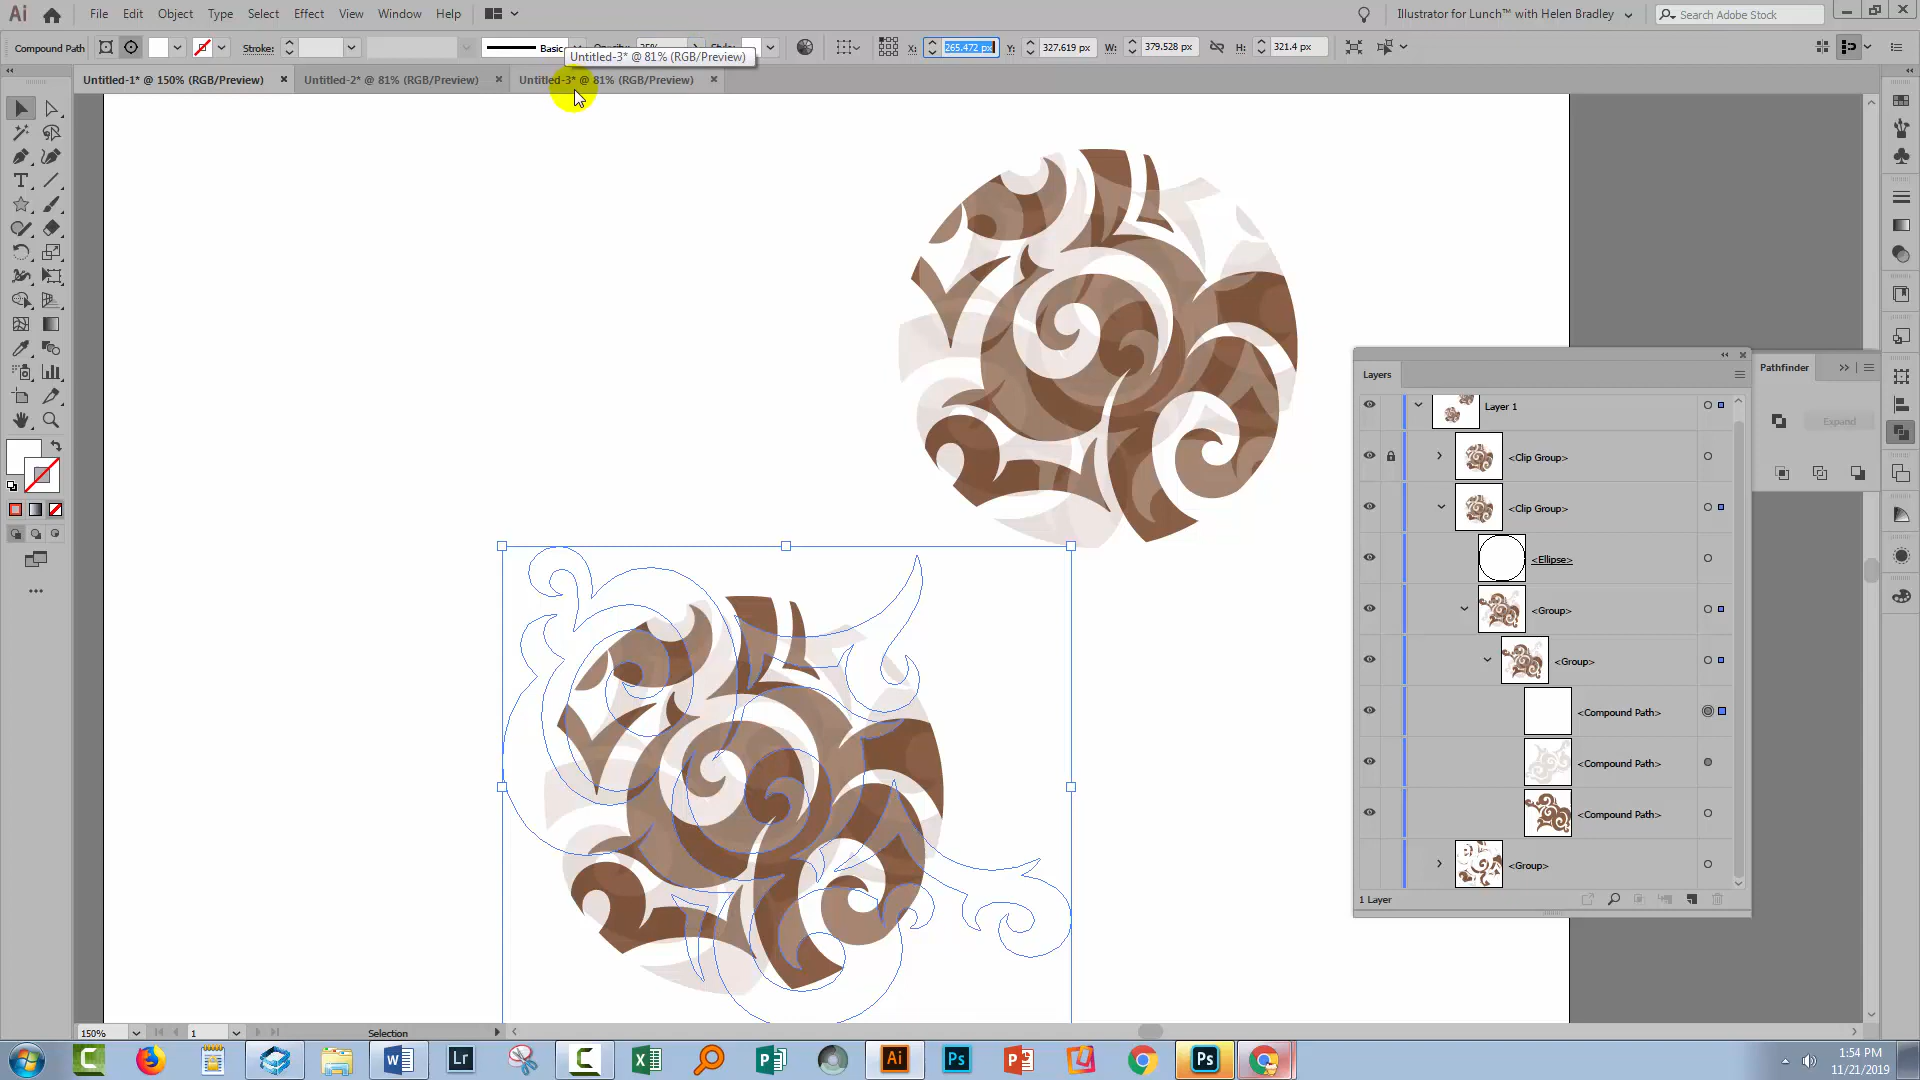 Ai File Edit Object Type Select Effect View Window Help Illustrator for Lunch™ with Helen Bradley Search Adobe Stock
Compound Path Stroke: Basic X: 265.472 px Y: 327.619 px W: 379.528 px H: 321.4 px
Untitled-3* @ 81% (RGB/Preview)
Untitled-1* @ 150% (RGB/Preview) × Untitled-2* @ 81% (RGB/Preview) × Untitled-3* @ 81% (RGB/Preview) ×
Layers
Pathfinder
Layer 1
Expand
<Clip Group>
<Clip Group>
<Ellipse>
<Group>
<Group>
<Compound Path>
<Compound Path>
<Compound Path>
<Group>
1 Layer
150% 1 Selection
Lr Ai Ps Ps
1:54 PM
11/21/2019